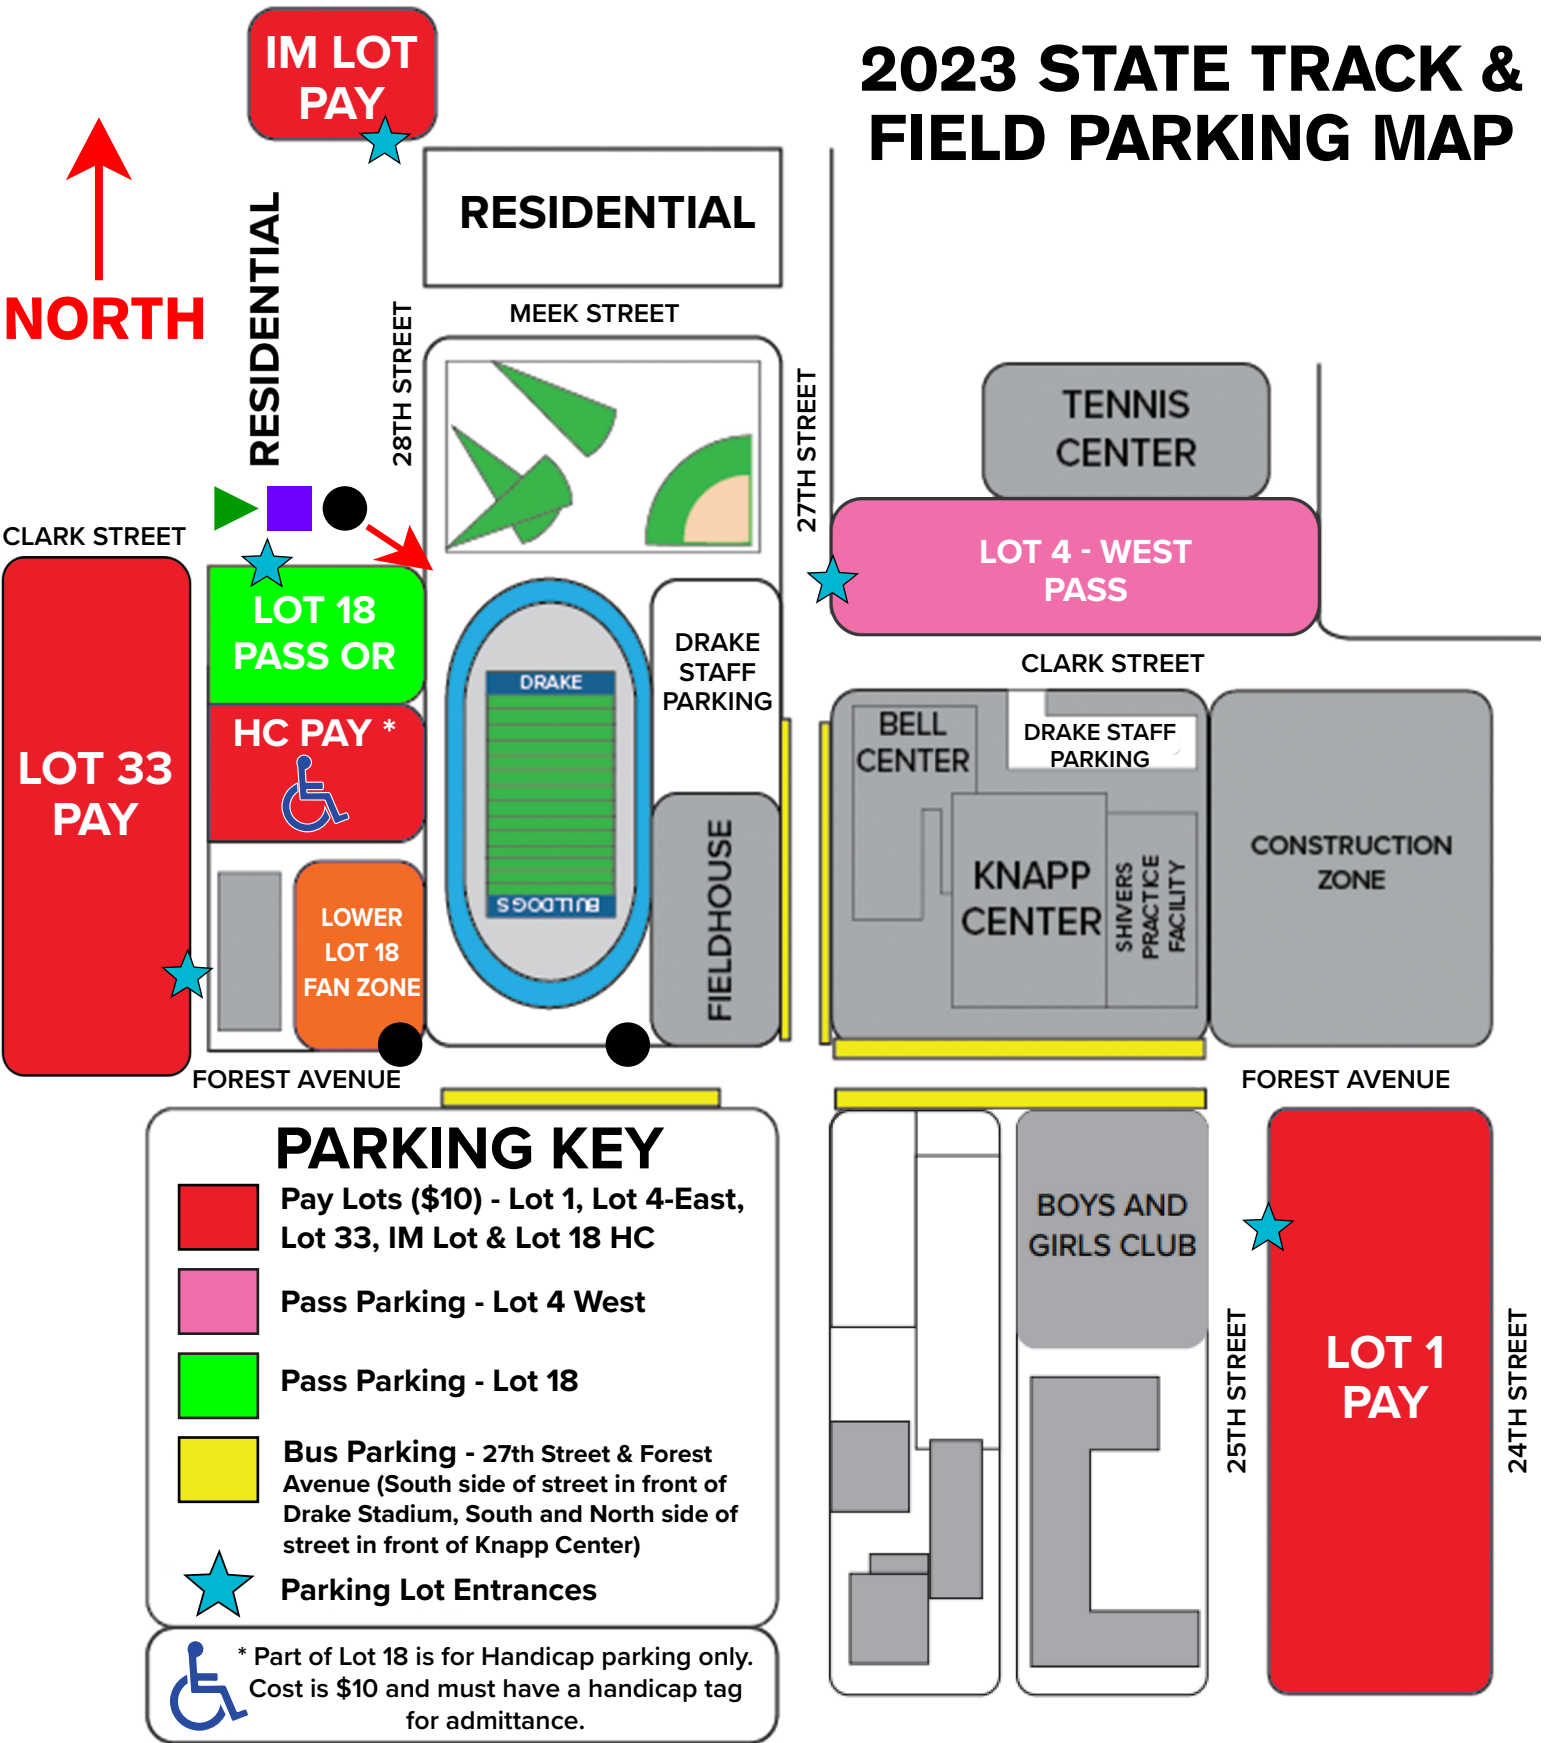 IM LOT
PAY
2023 STATE TRACK &
FIELD PARKING MAP
NORTH
RESIDENTIAL
RESIDENTIAL
MEEK STREET
28TH STREET
27TH STREET
TENNIS
CENTER
CLARK STREET
LOT 4 - WEST
PASS
LOT 18
PASS OR
HC PAY *
LOT 33
PAY
DRAKE
BULLDOGS
DRAKE
STAFF
PARKING
CLARK STREET
BELL
CENTER
DRAKE STAFF
PARKING
KNAPP
CENTER
SHIVERS
PRACTICE
FACILITY
CONSTRUCTION
ZONE
FIELDHOUSE
LOWER
LOT 18
FAN ZONE
FOREST AVENUE
FOREST AVENUE
PARKING KEY
Pay Lots ($10) - Lot 1, Lot 4-East,
Lot 33, IM Lot & Lot 18 HC
Pass Parking - Lot 4 West
Pass Parking - Lot 18
Bus Parking - 27th Street & Forest
Avenue (South side of street in front of
Drake Stadium, South and North side of
street in front of Knapp Center)
Parking Lot Entrances
* Part of Lot 18 is for Handicap parking only.
Cost is $10 and must have a handicap tag
for admittance.
BOYS AND
GIRLS CLUB
25TH STREET
LOT 1
PAY
24TH STREET